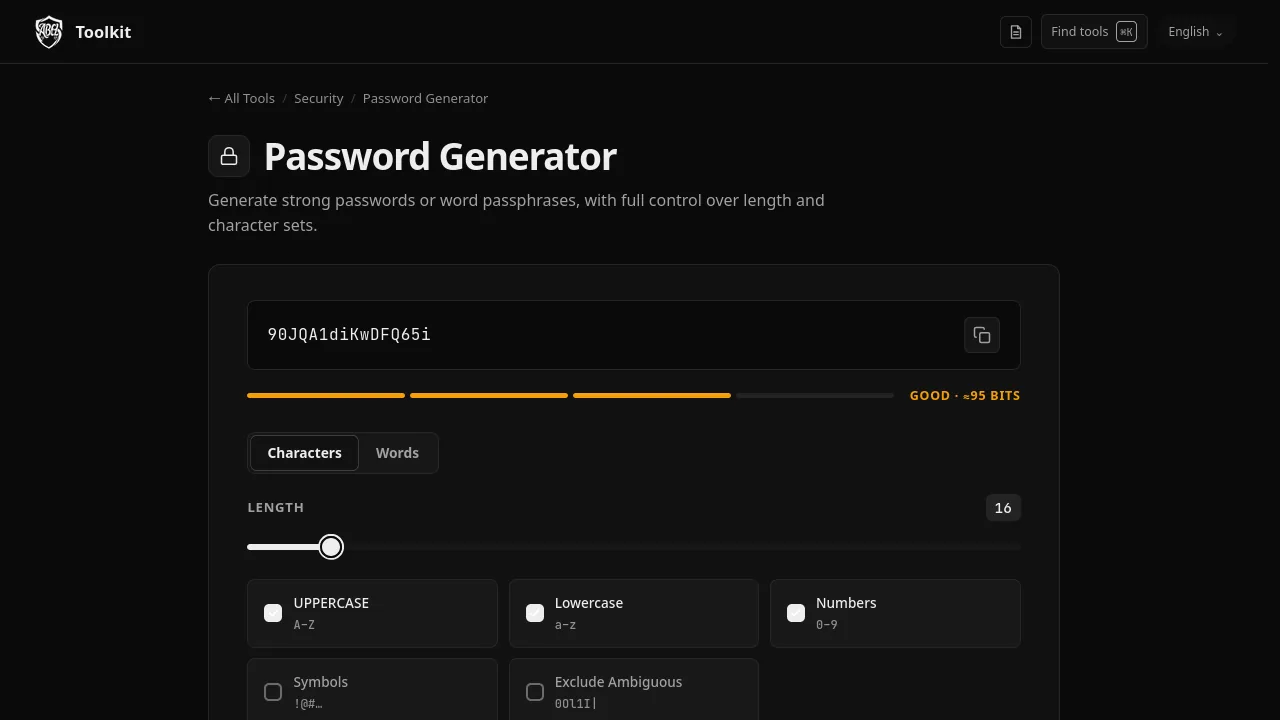 ABEL Toolkit
Find tools ⌘K
English
← All Tools / Security / Password Generator
Password Generator
Generate strong passwords or word passphrases, with full control over length and
character sets.
90JQA1diKwDFQ65i
GOOD · ≈95 BITS
Characters Words
LENGTH 16
UPPERCASE
A–Z
Lowercase
a–z
Numbers
0–9
Symbols
!@#…
Exclude Ambiguous
0Ol1I|